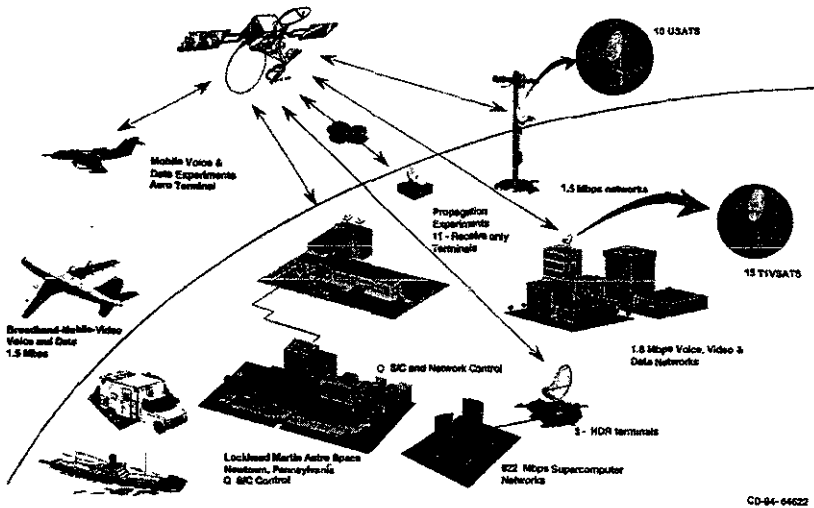 10 USATS
Mobile Voice &
Data Experiments
Aero Terminal
1.5 Mbps networks
Propagation
Experiments
11 - Receive only
Terminals
15 T1VSATS
Broadband-Mobile-Video
Voice and Data
1.5 Mbps
1.8 Mbps Voice, Video &
Data Networks
O S/C and Network Control
3 - HDR terminals
Lockheed Martin Astro Space
Newtown, Pennsylvania
O S/C Control
622 Mbps Supercomputer
Networks
CD-94-64622